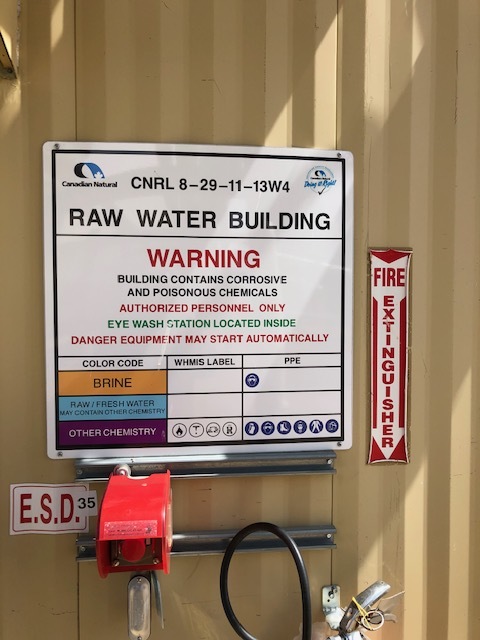 Canadian Natural
CNRL 8-29-11-13W4
Doing it Right!
RAW WATER BUILDING
WARNING
BUILDING CONTAINS CORROSIVE
AND POISONOUS CHEMICALS
AUTHORIZED PERSONNEL ONLY
EYE WASH STATION LOCATED INSIDE
DANGER EQUIPMENT MAY START AUTOMATICALLY
COLOR CODE WHMIS LABEL PPE
BRINE
RAW / FRESH WATER
MAY CONTAIN OTHER CHEMISTRY
OTHER CHEMISTRY
FIRE
EXTINGUISHER
E.S.D.
35